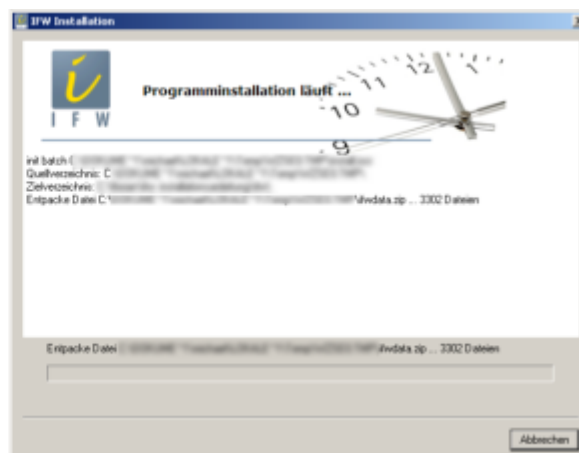 IFW Installation
i
IFW
Programminstallation läuft ...
9
10
11
12
1
init batch C
Quellverzeichnis: C
Zielverzeichnis:
Entpacke Datei C:\ \ifwdata.zip ... 3302 Dateien
Entpacke Datei \ifwdata.zip ... 3302 Dateien
Abbrechen